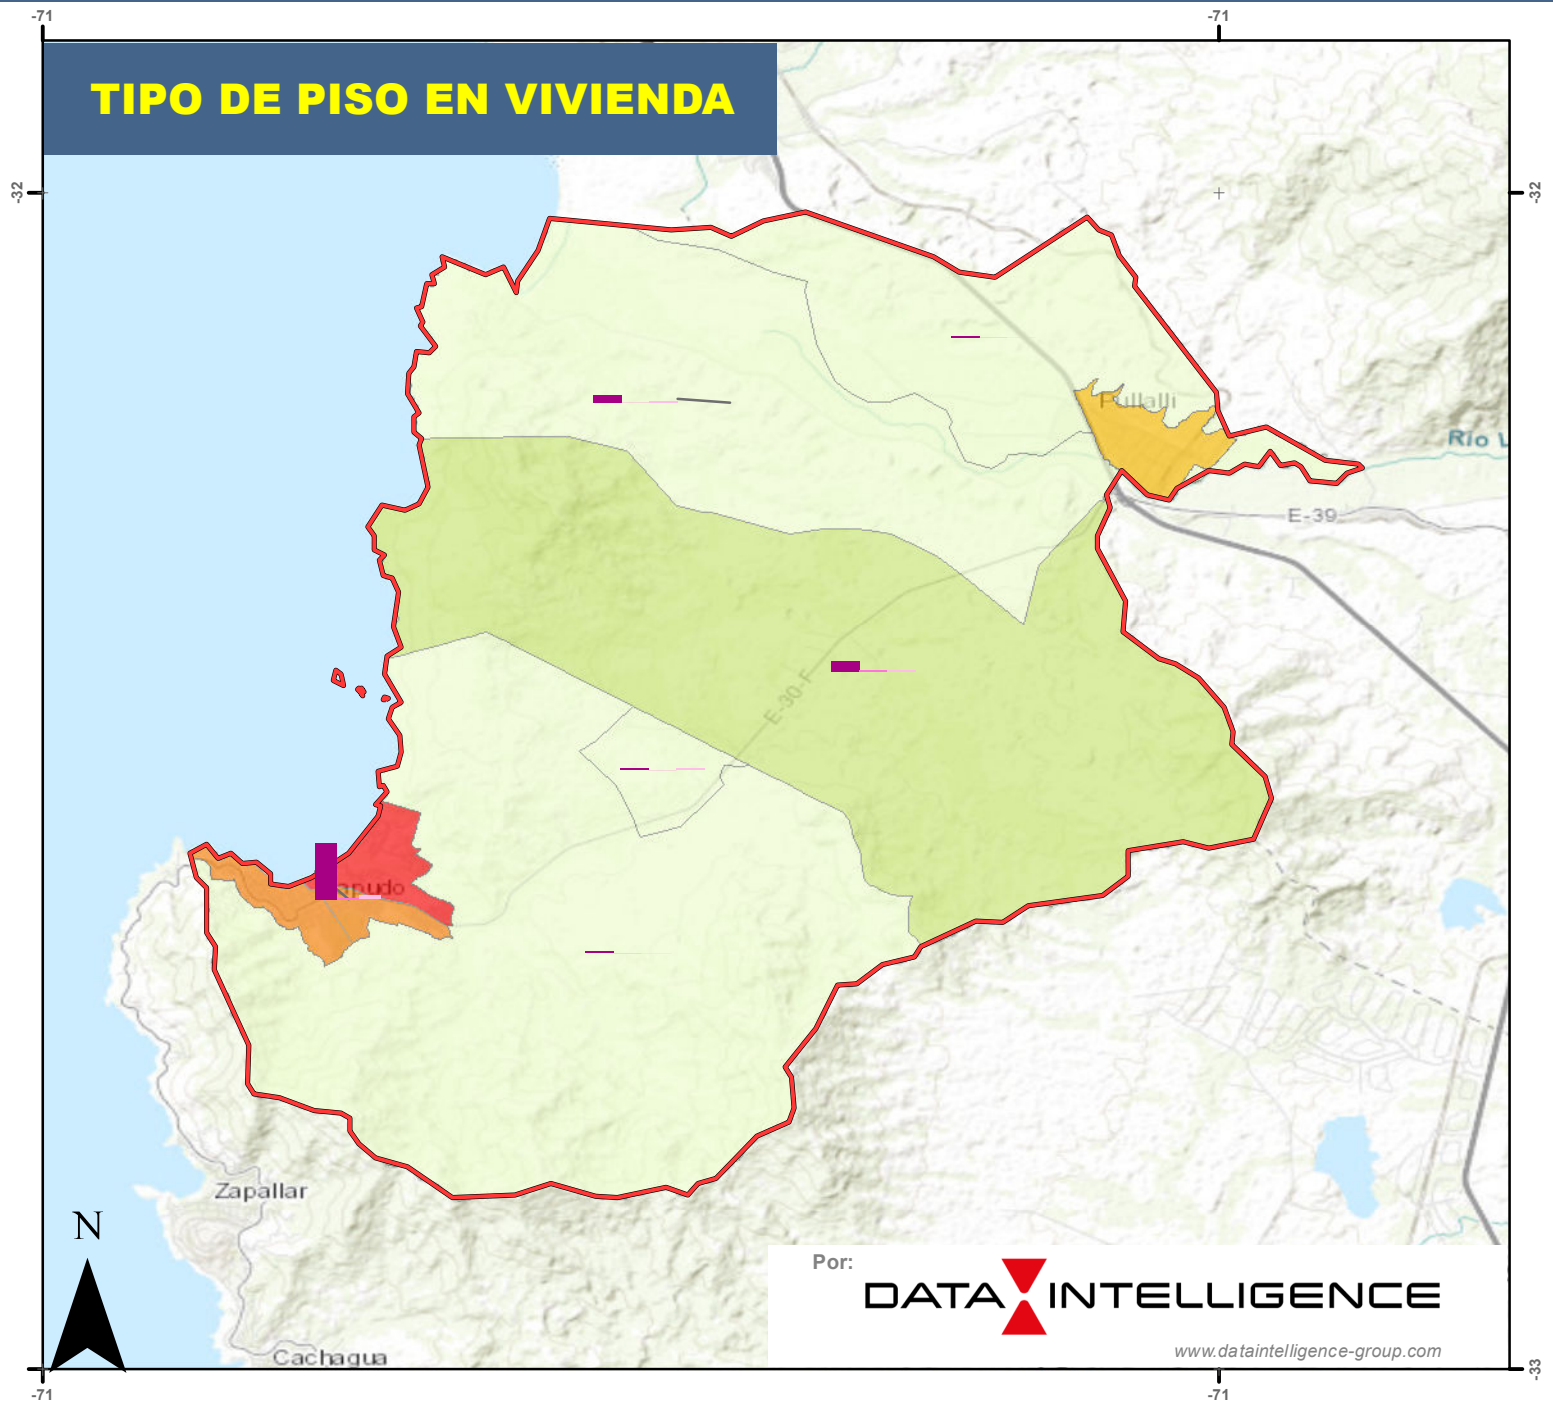 -71
-71
TIPO DE PISO EN VIVIENDA
-32
-32
Pullalli
Río L
E-39
E-30-F
apudo
Zapallar
N
Por:
DATA INTELLIGENCE
www.dataintelligence-group.com
Cachagua
-33
-71
-71